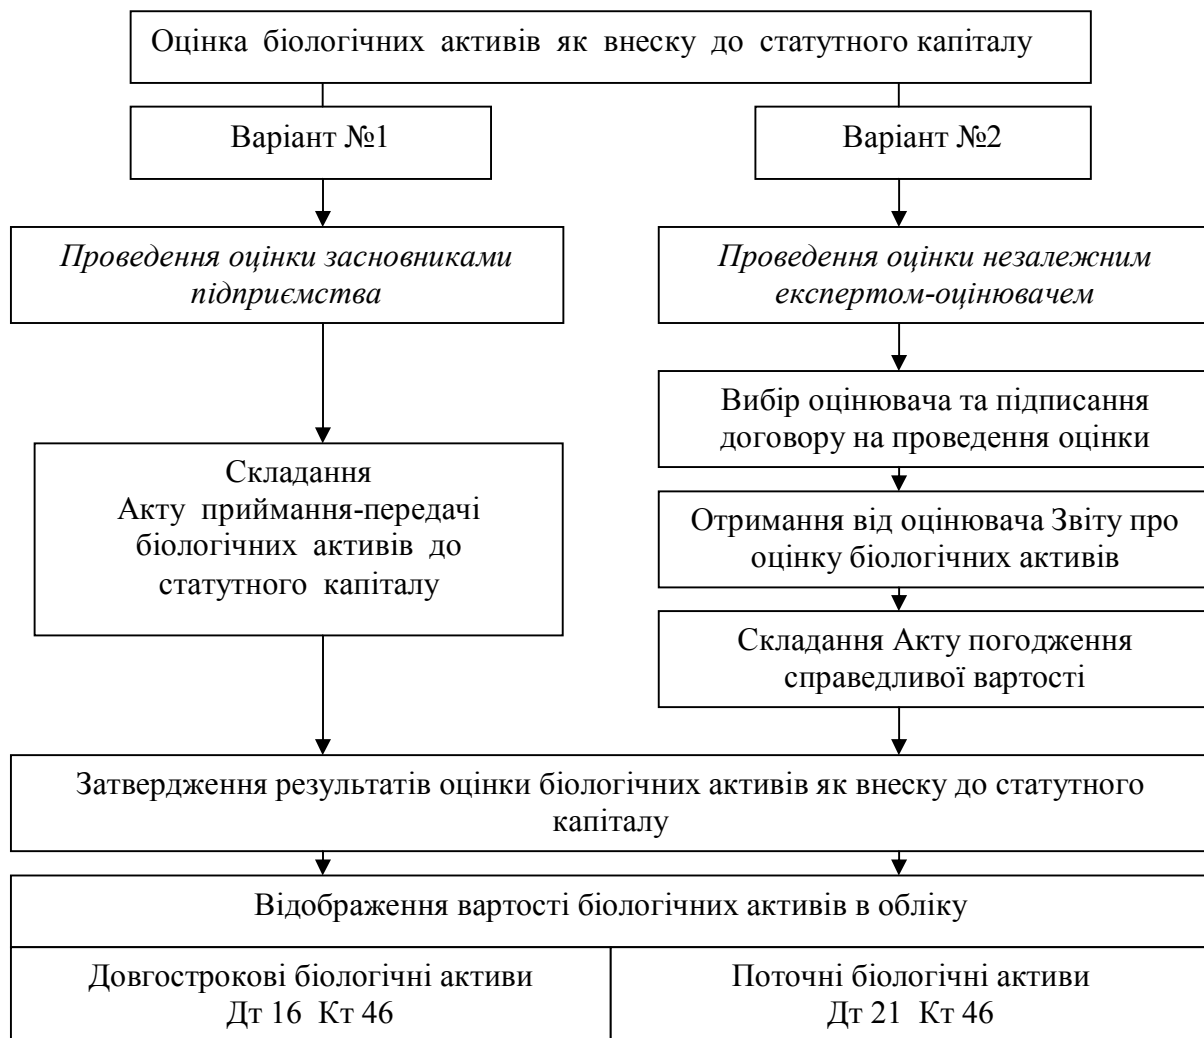 Оцінка біологічних активів як внеску до статутного капіталу
Варіант №1
Варіант №2
Проведення оцінки засновниками
підприємства
Проведення оцінки незалежним
експертом-оцінювачем
Вибір оцінювача та підписання
договору на проведення оцінки
Складання
Акту приймання-передачі
біологічних активів до
статутного капіталу
Отримання від оцінювача Звіту про
оцінку біологічних активів
Складання Акту погодження
справедливої вартості
Затвердження результатів оцінки біологічних активів як внеску до статутного
капіталу
Відображення вартості біологічних активів в обліку
Довгострокові біологічні активи
Дт 16 Кт 46
Поточні біологічні активи
Дт 21 Кт 46